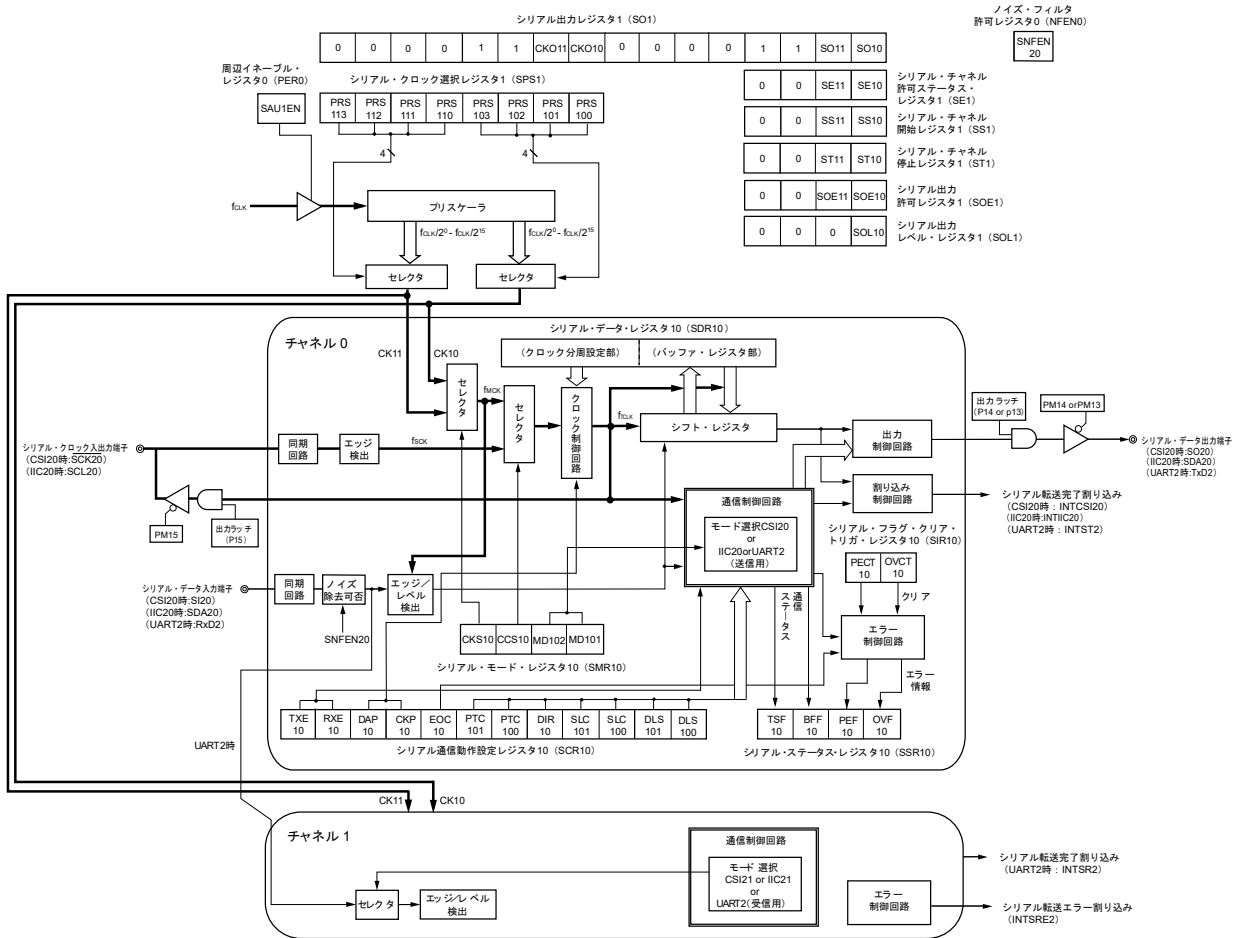 シリアル出力レジスタ1（SO1）
0 0 0 0 1 1 CKO11 CKO10 0 0 0 0 1 1 SO11 SO10
ノイズ・フィルタ
許可レジスタ0（NFEN0）
SNFEN
20
周辺イネーブル・
レジスタ0（PER0）
SAU1EN
シリアル・クロック選択レジスタ1（SPS1）
PRS
113
PRS
112
PRS
111
PRS
110
PRS
103
PRS
102
PRS
101
PRS
100
4
4
0 0 SE11 SE10
シリアル・チャネル
許可ステータス・
レジスタ1（SE1）
0 0 SS11 SS10
シリアル・チャネル
開始レジスタ1（SS1）
0 0 ST11 ST10
シリアル・チャネル
停止レジスタ1（ST1）
0 0 SOE11 SOE10
シリアル出力
許可レジスタ1（SOE1）
0 0 0 SOL10
シリアル出力
レベル・レジスタ1（SOL1）
fCLK
プリスケーラ
fCLK/2⁰ - fCLK/2¹⁵
fCLK/2⁰ - fCLK/2¹⁵
セレクタ
セレクタ
チャネル0
CK11
CK10
シリアル・データ・レジスタ10（SDR10）
（クロック分周設定部）
（バッファ・レジスタ部）
セレクタ
fMCK
セレクタ
クロック制御回路
fTCLK
シフト・レジスタ
出力
制御回路
出力ラッチ
（P14 or p13）
PM14 orPM13
シリアル・データ出力端子
（CSI20時:SO20）
（IIC20時:SDA20）
（UART2時:TxD2）
シリアル・クロック入出力端子
（CSI20時:SCK20）
（IIC20時:SCL20）
同期
回路
エッジ
検出
fSCK
PM15
出力ラッチ
（P15）
通信制御回路
モード選択CSI20
or
IIC20orUART2
（送信用）
割り込み
制御回路
シリアル転送完了割り込み
（CSI20時：INTCSI20）
（IIC20時:INTIIC20）
（UART2時：INTST2）
シリアル・フラグ・クリア・
トリガ・レジスタ10（SIR10）
PECT
10
OVCT
10
クリア
シリアル・データ入力端子
（CSI20時:SI20）
（IIC20時:SDA20）
（UART2時:RxD2）
同期
回路
ノイズ
除去可否
エッジ／
レベル
検出
SNFEN20
CKS10 CCS10 MD102 MD101
シリアル・モード・レジスタ10（SMR10）
通信
ステータス
エラー
制御回路
エラー
情報
UART2時
TXE
10
RXE
10
DAP
10
CKP
10
EOC
10
PTC
101
PTC
100
DIR
10
SLC
101
SLC
100
DLS
101
DLS
100
シリアル通信動作設定レジスタ10（SCR10）
TSF
10
BFF
10
PEF
10
OVF
10
シリアル・ステータス・レジスタ10（SSR10）
CK11
CK10
チャネル1
通信制御回路
モード 選択
CSI21 or IIC21
or
UART2（受信用）
セレクタ
エッジ／レベル
検出
エラー
制御回路
シリアル転送完了割り込み
（UART2時：INTSR2）
シリアル転送エラー割り込み
（INTSRE2）